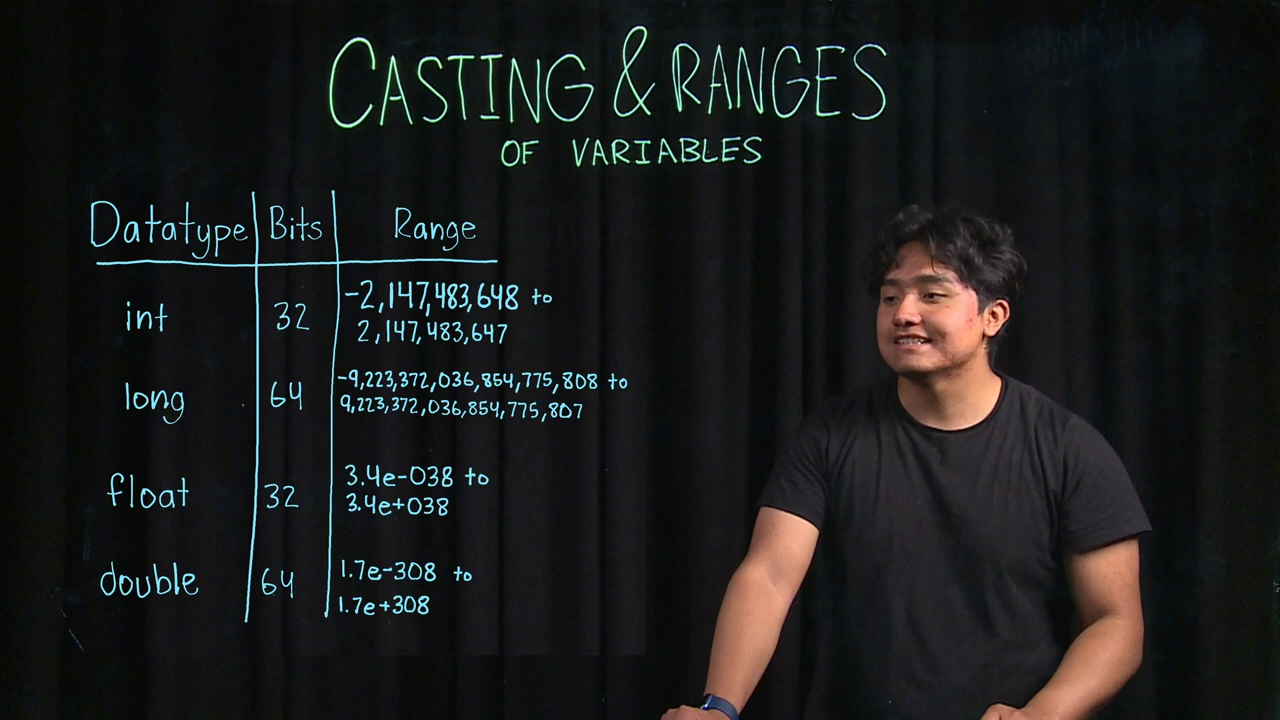 CASTING & RANGES
OF VARIABLES
Datatype Bits Range
int 32 -2,147,483,648 to
2,147,483,647
long 64 -9,223,372,036,854,775,808 to
9,223,372,036,854,775,807
float 32 3.4e-038 to
3.4e+038
double 64 1.7e-308 to
1.7e+308